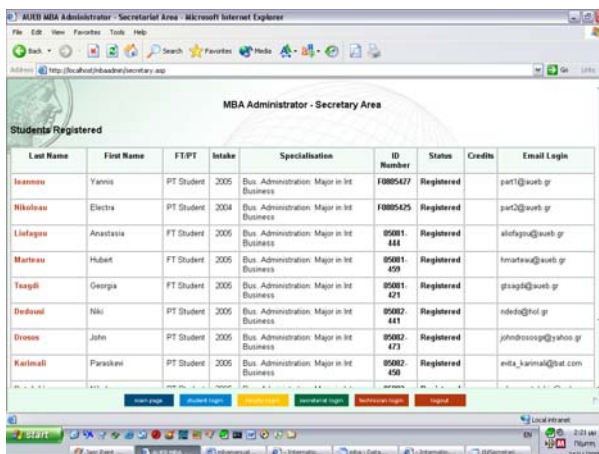 AUEB MBA Administrator - Secretariat Area - Microsoft Internet Explorer
File Edit View Favorites Tools Help
Back Search Favorites Media
Address http://localhost/mbaadmin/secretary.asp Go Links
MBA Administrator - Secretary Area
Students Registered
Last Name First Name FT/PT Intake Specialisation ID Number Status Credits Email Login
Ioannou Yannis PT Student 2005 Bus. Administration: Major in Int Business F0805427 Registered part1@aueb.gr
Nikolaou Electra PT Student 2004 Bus. Administration: Major in Int Business F0805425 Registered part2@aueb.gr
Liofagou Anastasia FT Student 2005 Bus. Administration: Major in Int Business 05081-444 Registered aliofagou@aueb.gr
Marteau Hubert FT Student 2005 Bus. Administration: Major in Int Business 05081-459 Registered hmarteau@aueb.gr
Tsagdi Georgia FT Student 2005 Bus. Administration: Major in Int Business 05081-421 Registered gtsagdi@aueb.gr
Dedousi Niki PT Student 2005 Bus. Administration: Major in Int Business 05082-441 Registered ndedo@hol.gr
Drosos John PT Student 2005 Bus. Administration: Major in Int Business 05082-473 Registered johndrososgr@yahoo.gr
Karimali Paraskevi PT Student 2005 Bus. Administration: Major in Int Business 05082-450 Registered evita_karimali@bat.com
main page student login faculty login secretariat login technician login logout
Local intranet
start EN 2:21 μμ
Πέμπτη